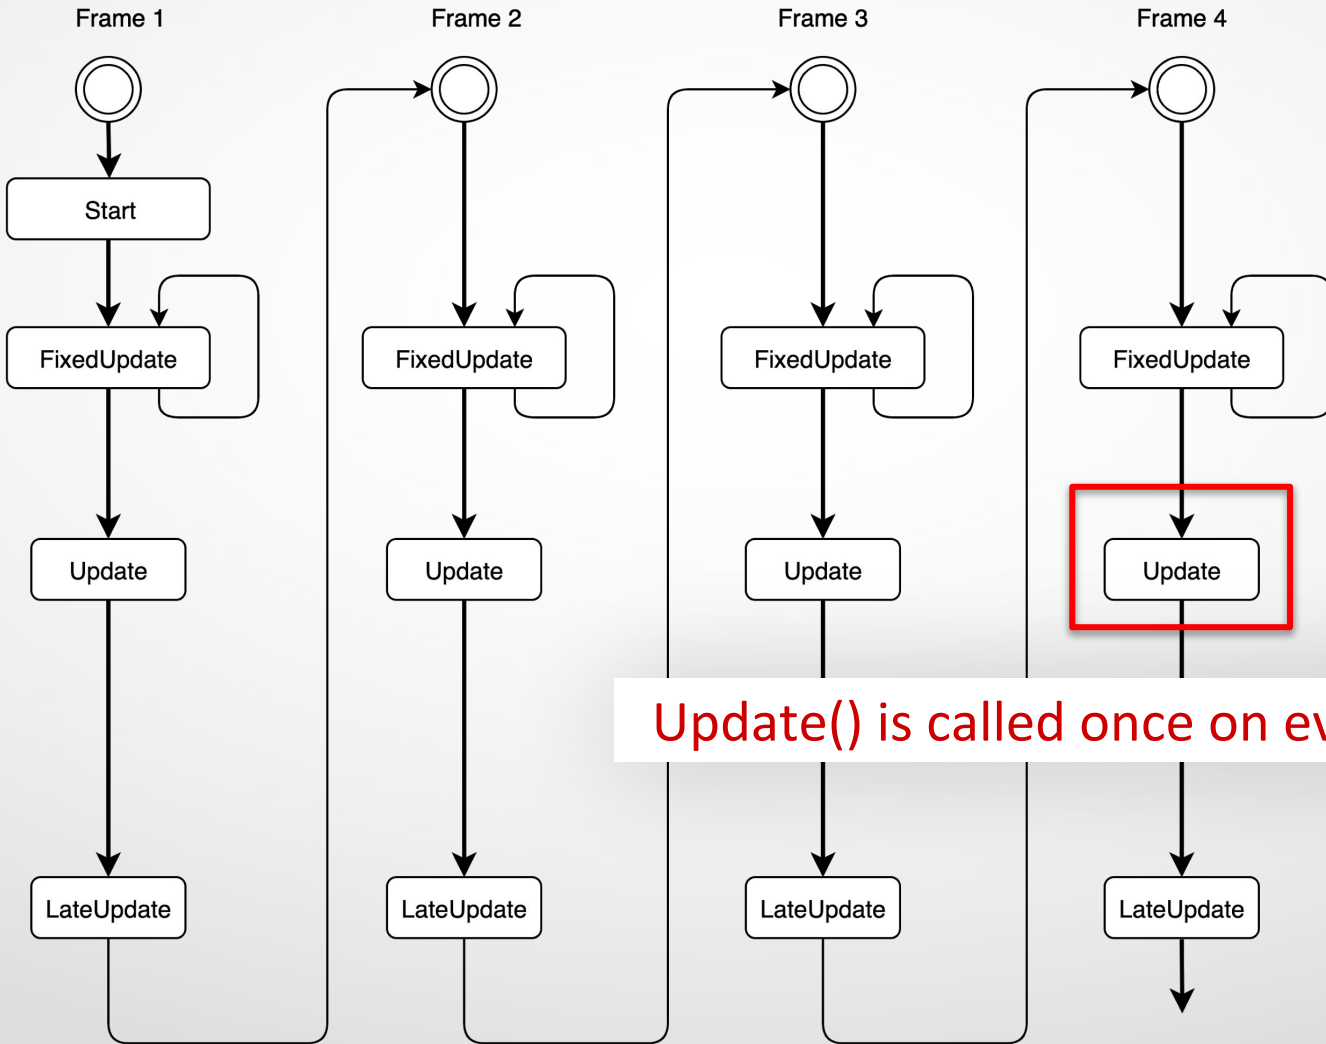 Frame 1
Frame 2
Frame 3
Frame 4
Start
FixedUpdate
FixedUpdate
FixedUpdate
FixedUpdate
Update
Update
Update
Update
Update() is called once on
LateUpdate
LateUpdate
LateUpdate
LateUpdate